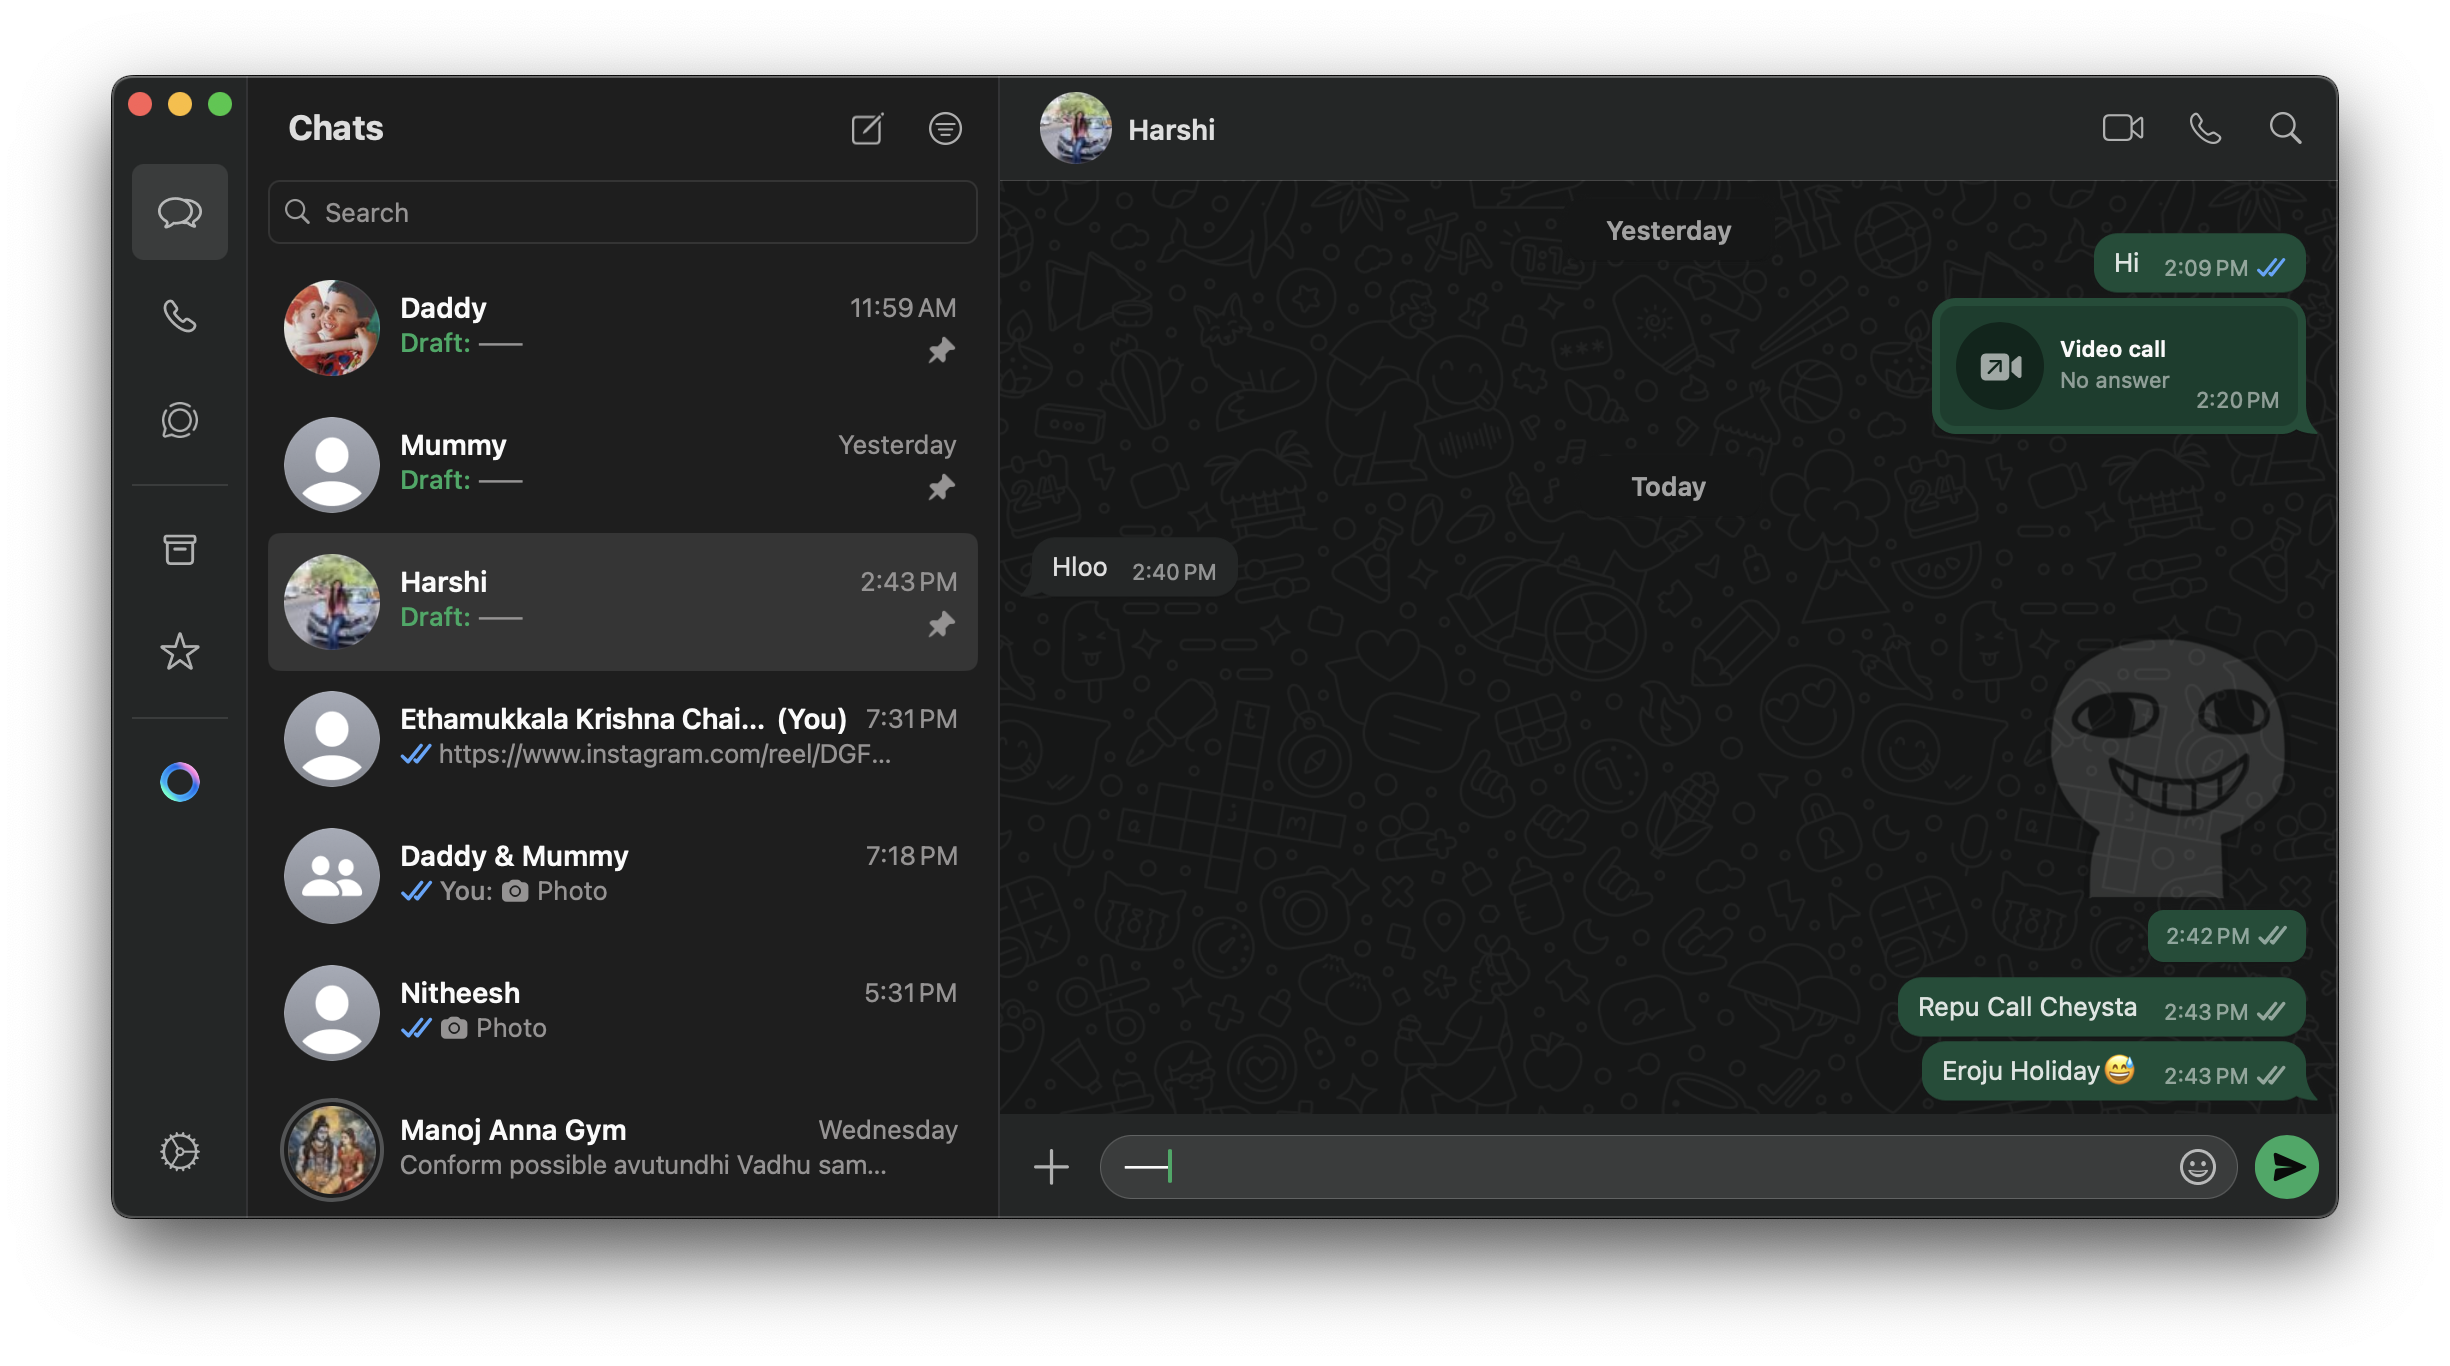 Chats
Search
Daddy 11:59 AM
Draft: ——
Mummy Yesterday
Draft: ——
Harshi 2:43 PM
Draft: ——
Ethamukkala Krishna Chai... (You) 7:31 PM
https://www.instagram.com/reel/DGF...
Daddy & Mummy 7:18 PM
You: Photo
Nitheesh 5:31 PM
Photo
Manoj Anna Gym Wednesday
Conform possible avutundhi Vadhu sam...
Harshi
Yesterday
Hi 2:09 PM
Video call
No answer
2:20 PM
Today
Hloo 2:40 PM
2:42 PM
Repu Call Cheysta 2:43 PM
Eroju Holiday😅 2:43 PM
——